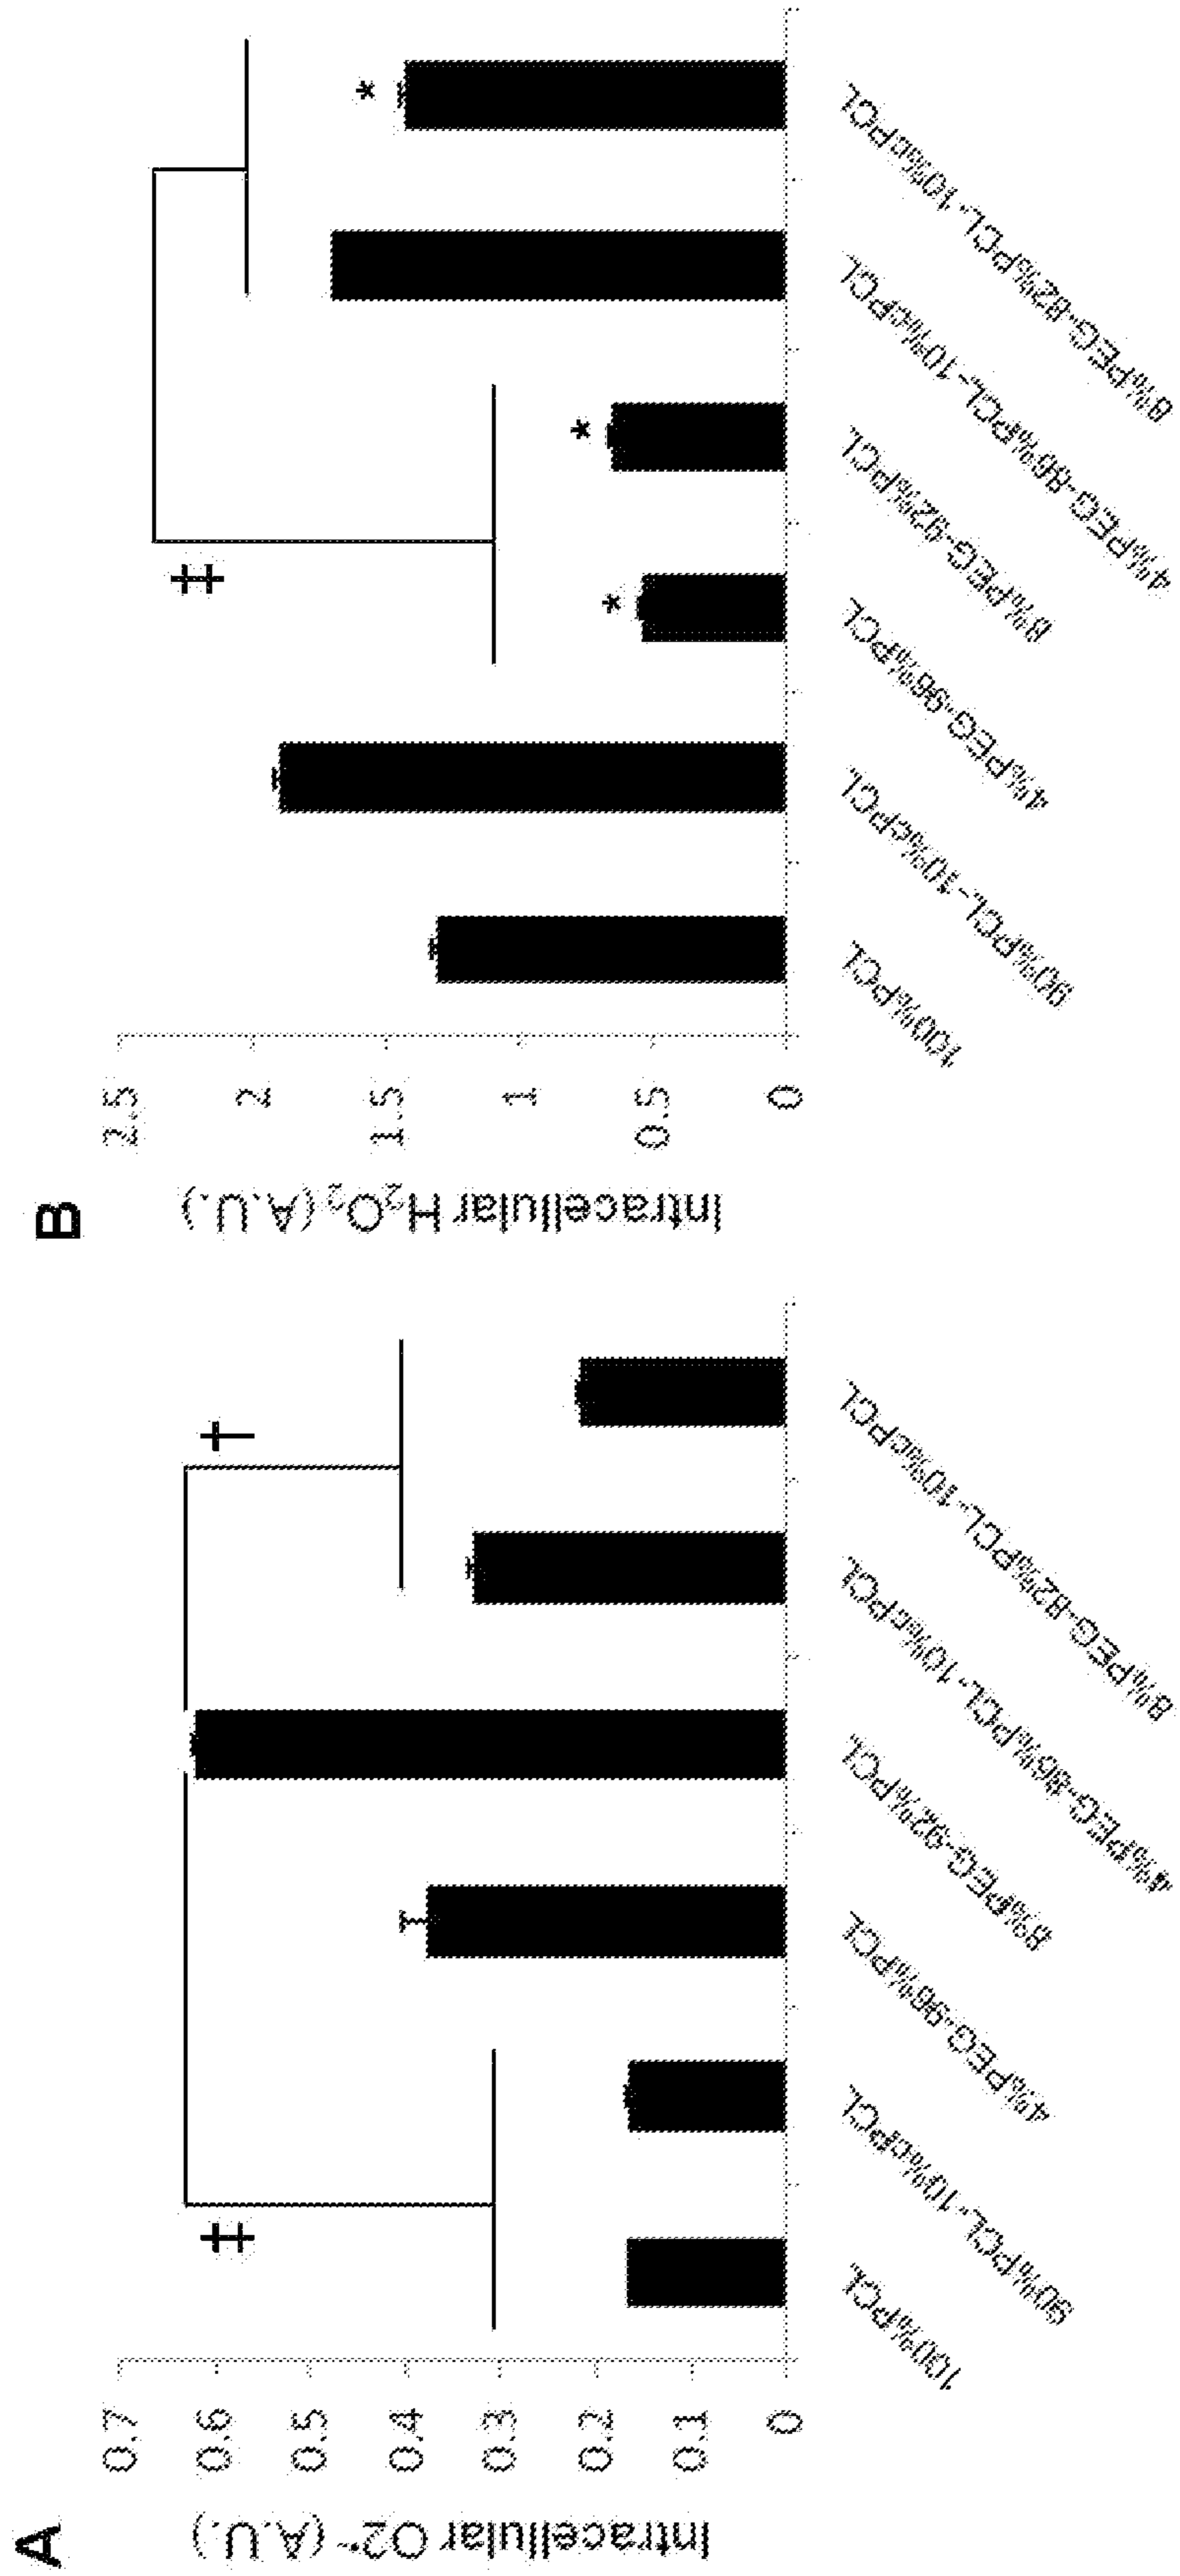 A
Intracellular O2·⁻ (A.U.)
0.7
0.6
0.5
0.4
0.3
0.2
0.1
0
‡
†
100%PCL
90%PCL-10%cPCL
4%PEG-96%PCL
8%PEG-92%PCL
4%PEG-86%PCL-10%cPCL
8%PEG-82%PCL-10%cPCL
B
Intracellular H₂O₂ (A.U.)
2.5
2
1.5
1
0.5
0
‡
*
*
*
100%PCL
90%PCL-10%cPCL
4%PEG-96%PCL
8%PEG-92%PCL
4%PEG-86%PCL-10%cPCL
8%PEG-82%PCL-10%cPCL